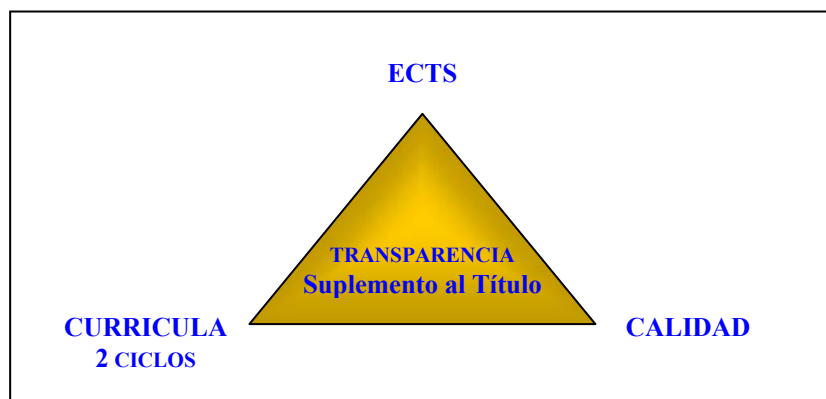 ECTS
TRANSPARENCIA
Suplemento al Título
CURRICULA
2 CICLOS
CALIDAD